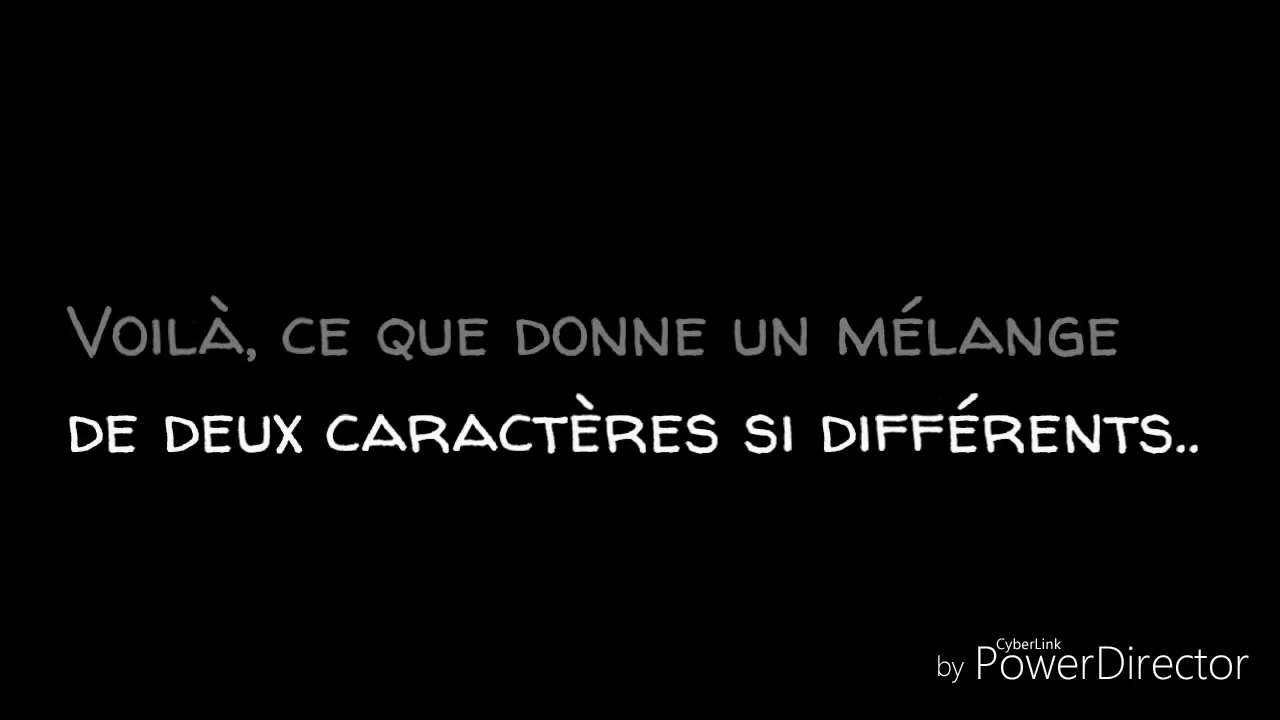 Voilà, ce que donne un mélange
de deux caractères si différents..
CyberLink
by PowerDirector